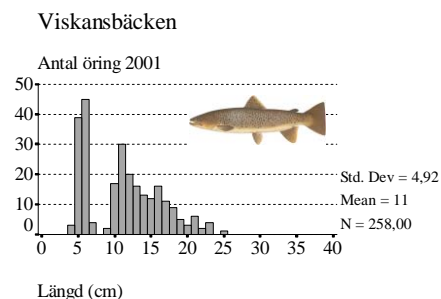 Viskansbäcken
Antal öring 2001
50
40
30
20
10
0
Std. Dev = 4,92
Mean = 11
N = 258,00
0 5 10 15 20 25 30 35 40
Längd (cm)